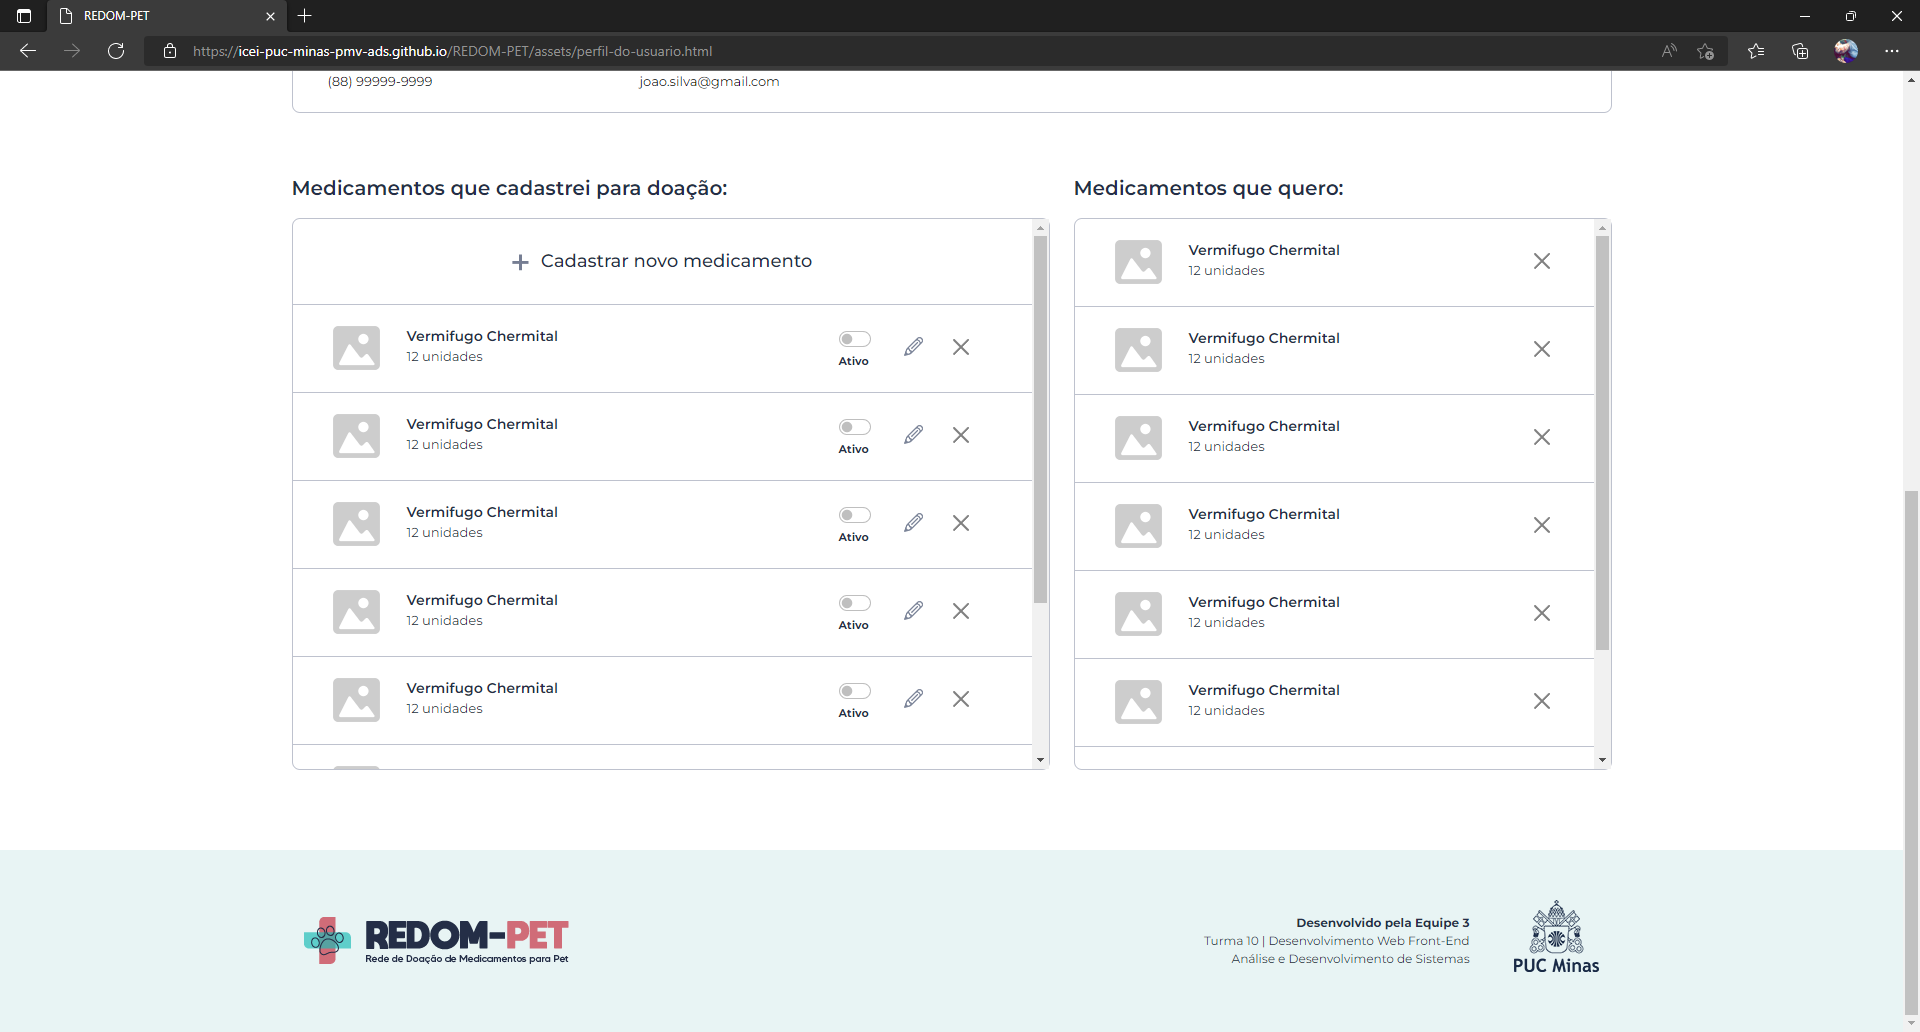 REDOM-PET
https://icei-puc-minas-pmv-ads.github.io/REDOM-PET/assets/perfil-do-usuario.html
(88) 99999-9999
joao.silva@gmail.com
Medicamentos que cadastrei para doação:
Cadastrar novo medicamento
Vermifugo Chermital
12 unidades
Ativo
Vermifugo Chermital
12 unidades
Ativo
Vermifugo Chermital
12 unidades
Ativo
Vermifugo Chermital
12 unidades
Ativo
Vermifugo Chermital
12 unidades
Ativo
Medicamentos que quero:
Vermifugo Chermital
12 unidades
Vermifugo Chermital
12 unidades
Vermifugo Chermital
12 unidades
Vermifugo Chermital
12 unidades
Vermifugo Chermital
12 unidades
Vermifugo Chermital
12 unidades
REDOM-PET
Rede de Doação de Medicamentos para Pet
Desenvolvido pela Equipe 3
Turma 10 | Desenvolvimento Web Front-End
Análise e Desenvolvimento de Sistemas
PUC Minas